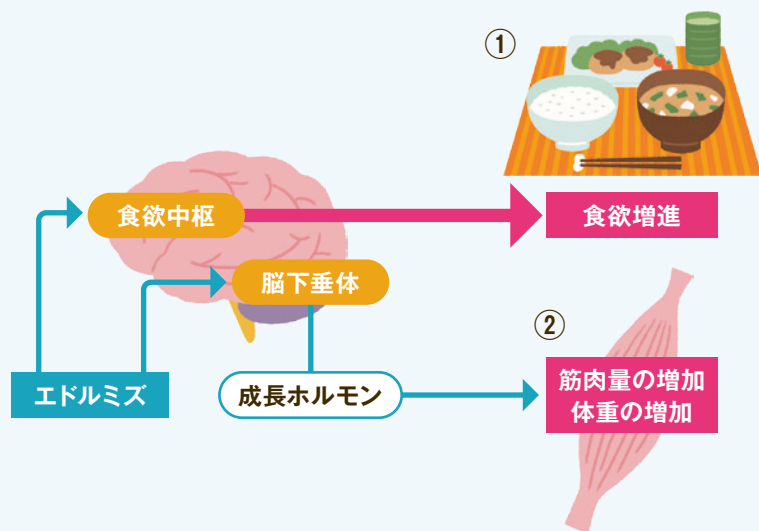 ①
食欲中枢
食欲増進
脳下垂体
②
エドルミズ
成長ホルモン
筋肉量の増加
体重の増加